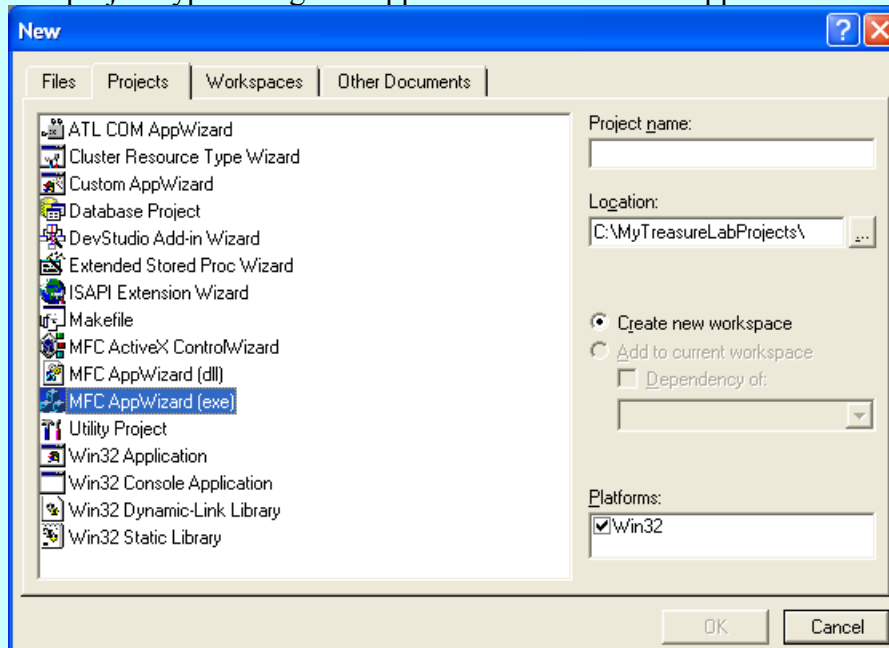 New
Files Projects Workspaces Other Documents
ATL COM AppWizard
Cluster Resource Type Wizard
Custom AppWizard
Database Project
DevStudio Add-in Wizard
Extended Stored Proc Wizard
ISAPI Extension Wizard
Makefile
MFC ActiveX ControlWizard
MFC AppWizard (dll)
MFC AppWizard (exe)
Utility Project
Win32 Application
Win32 Console Application
Win32 Dynamic-Link Library
Win32 Static Library
Project name:
Location:
C:\MyTreasureLabProjects\
...
Create new workspace
Add to current workspace
Dependency of:
Platforms:
Win32
OK Cancel